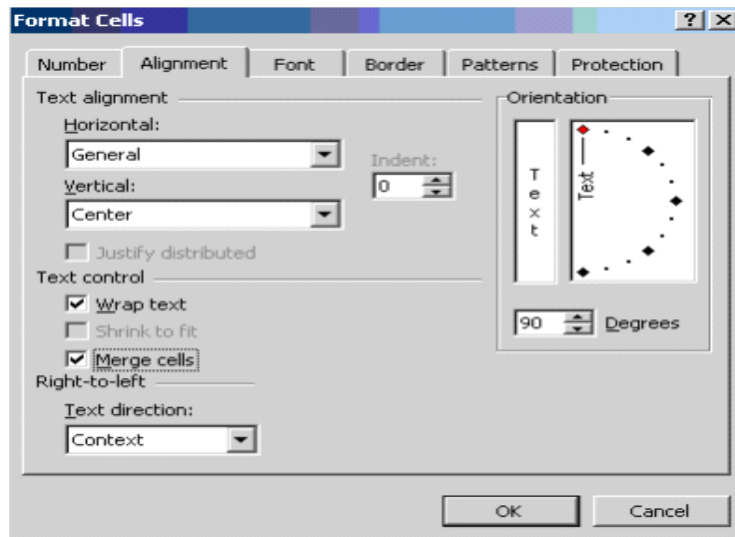 Format Cells
Number Alignment Font Border Patterns Protection
Text alignment
Horizontal:
General
Indent:
0
Vertical:
Center
Justify distributed
Text control
Wrap text
Shrink to fit
Merge cells
Right-to-left
Text direction:
Context
Orientation
Text
Text
90 Degrees
OK Cancel